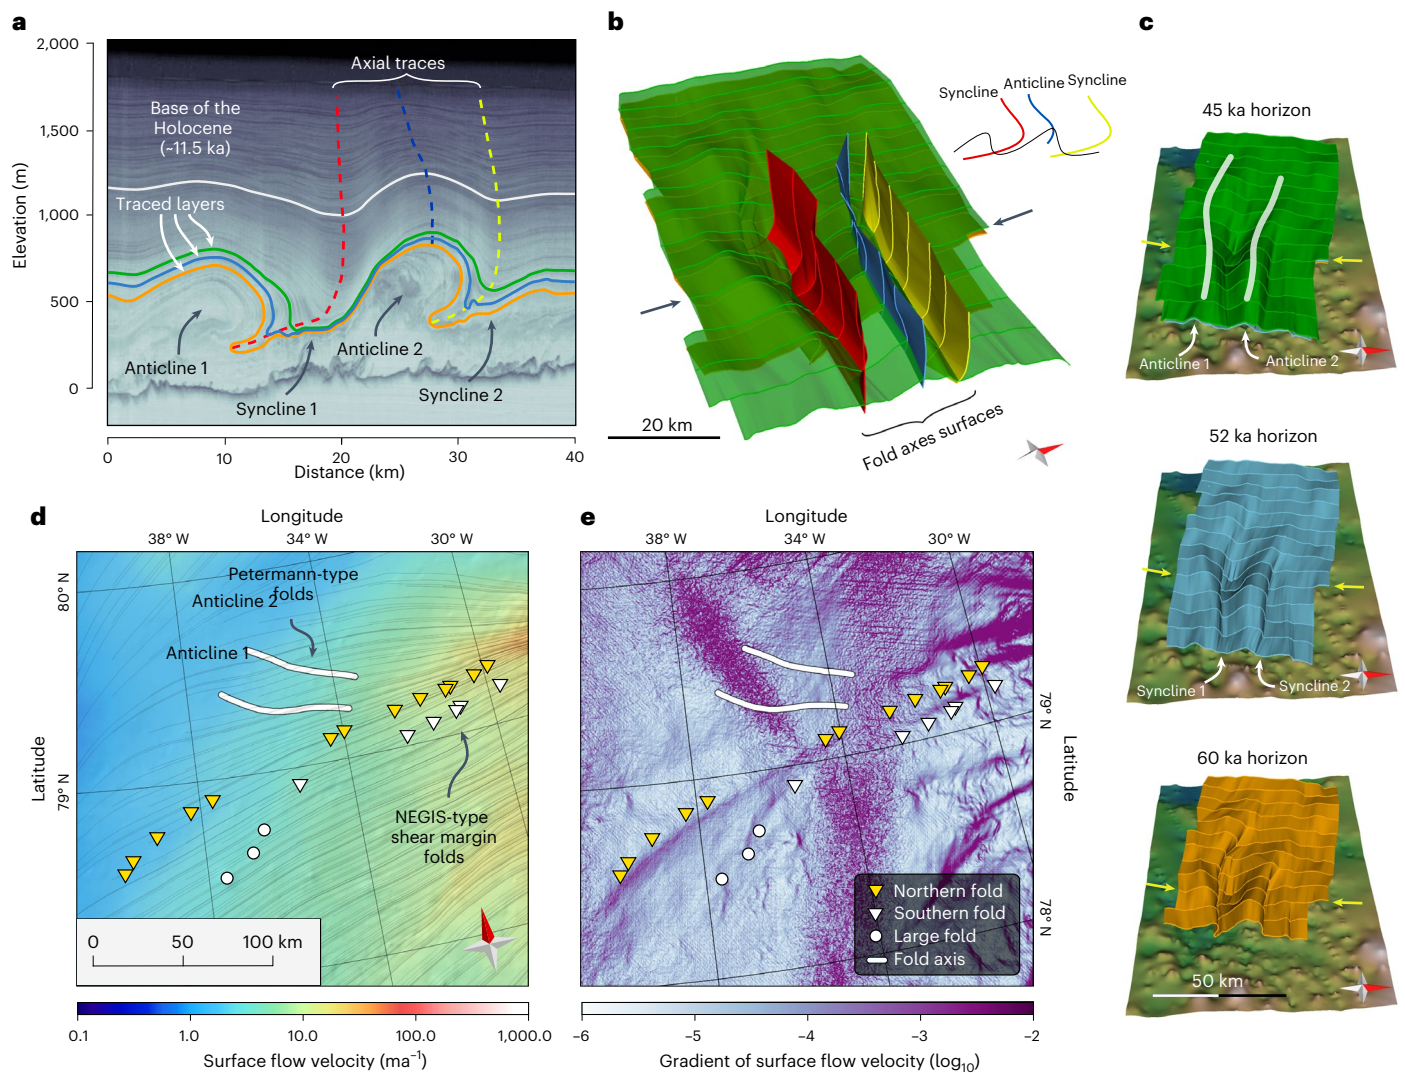 a
2,000
1,500
1,000
500
0
Elevation (m)
Axial traces
Base of the
Holocene
(~11.5 ka)
Traced layers
Anticline 1
Anticline 2
Syncline 1
Syncline 2
0
10
20
30
40
Distance (km)
b
Syncline
Anticline
Syncline
20 km
Fold axes surfaces
c
45 ka horizon
Anticline 1
Anticline 2
52 ka horizon
Syncline 1
Syncline 2
60 ka horizon
50 km
d
Longitude
38° W
34° W
30° W
80° N
79° N
Latitude
Petermann-type
folds
Anticline 2
Anticline 1
NEGIS-type
shear margin
folds
0
50
100 km
0.1
1.0
10.0
100.0
1,000.0
Surface flow velocity (ma⁻¹)
e
Longitude
38° W
34° W
30° W
79° N
78° N
Latitude
Northern fold
Southern fold
Large fold
Fold axis
−6
−5
−4
−3
−2
Gradient of surface flow velocity (log₁₀)